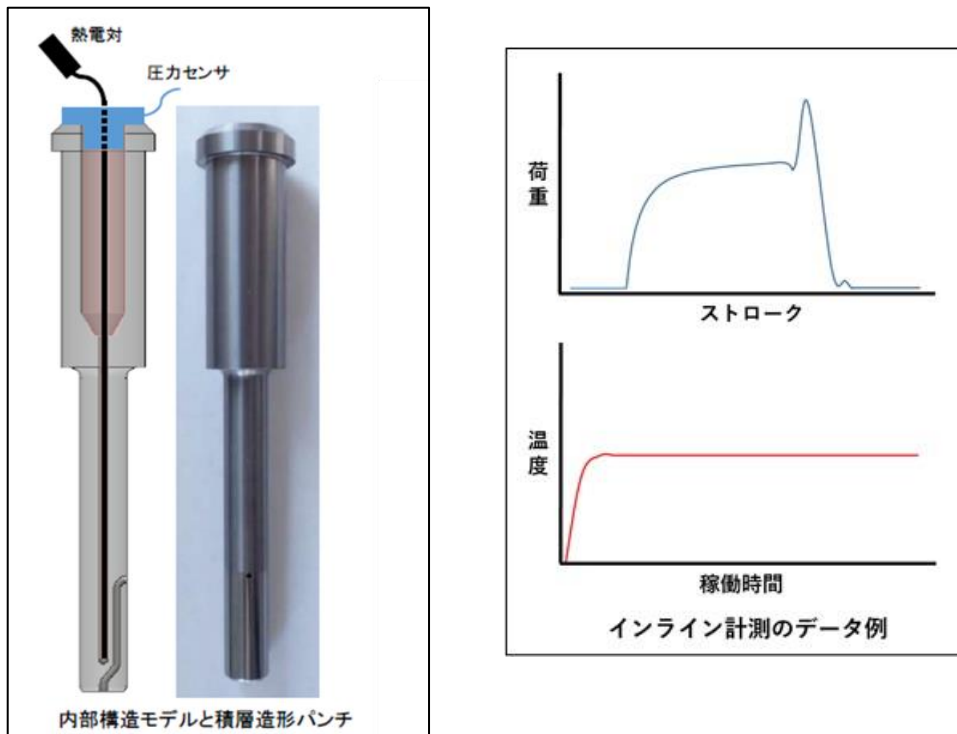 熱電対
圧力センサ
内部構造モデルと積層造形パンチ
荷重
ストローク
温度
稼働時間
インライン計測のデータ例